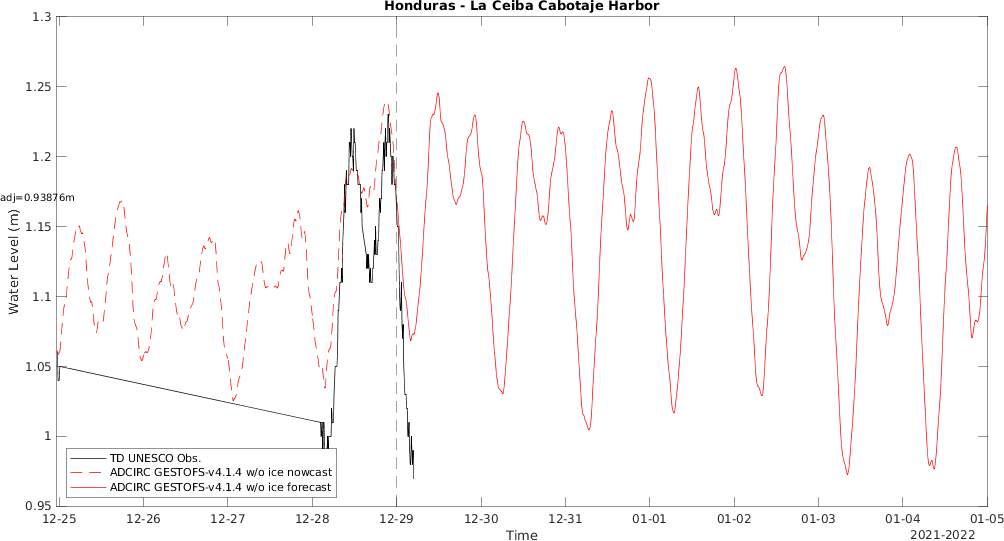 Honduras - La Ceiba Cabotaje Harbor
1.3
1.25
1.2
adj=0.93876m
1.15
1.1
1.05
1
0.95
Water Level (m)
TD UNESCO Obs.
ADCIRC GESTOFS-v4.1.4 w/o ice nowcast
ADCIRC GESTOFS-v4.1.4 w/o ice forecast
12-25 12-26 12-27 12-28 12-29 12-30 12-31 01-01 01-02 01-03 01-04 01-05
Time
2021-2022